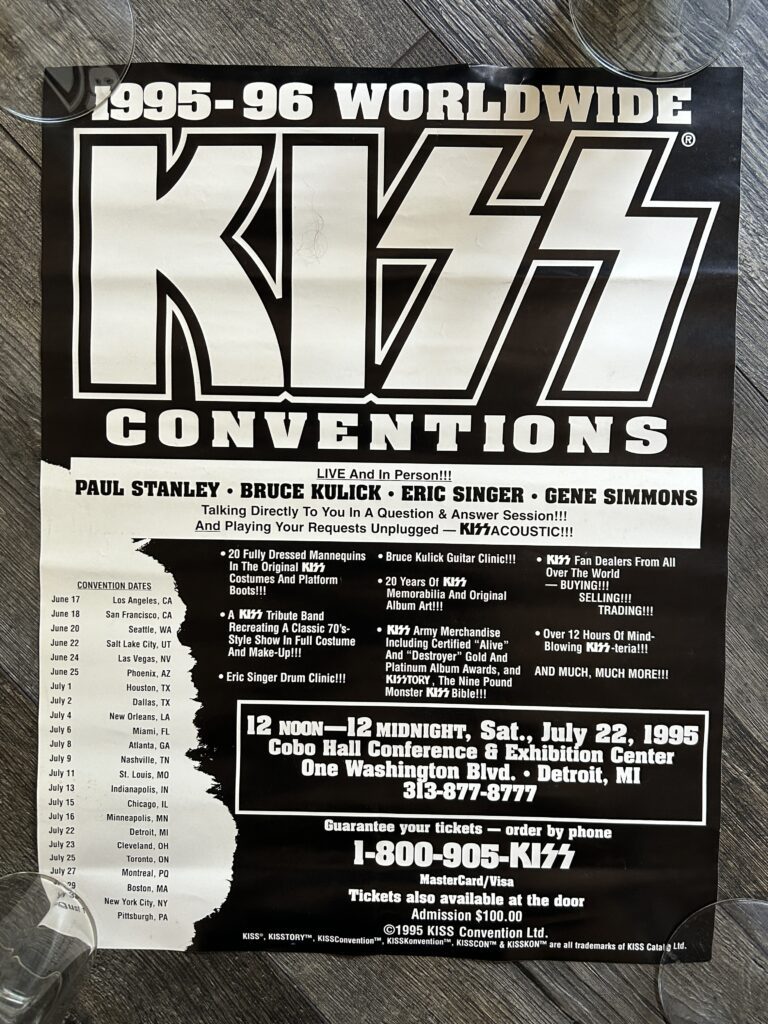 1995-96 WORLDWIDE
KISS®
CONVENTIONS
LIVE And In Person!!!
PAUL STANLEY • BRUCE KULICK • ERIC SINGER • GENE SIMMONS
Talking Directly To You In A Question & Answer Session!!!
And Playing Your Requests Unplugged — KISSACOUSTIC!!!
• 20 Fully Dressed Mannequins
In The Original KISS
Costumes And Platform
Boots!!!
• A KISS Tribute Band
Recreating A Classic 70's-
Style Show In Full Costume
And Make-Up!!!
• Eric Singer Drum Clinic!!!
• Bruce Kulick Guitar Clinic!!!
• 20 Years Of KISS
Memorabilia And Original
Album Art!!!
• KISS Army Merchandise
Including Certified "Alive"
And "Destroyer" Gold And
Platinum Album Awards, and
KISSTORY, The Nine Pound
Monster KISS Bible!!!
• KISS Fan Dealers From All
Over The World
— BUYING!!!
SELLING!!!
TRADING!!!
• Over 12 Hours Of Mind-
Blowing KISS-teria!!!
AND MUCH, MUCH MORE!!!
CONVENTION DATES
June 17 Los Angeles, CA
June 18 San Francisco, CA
June 20 Seattle, WA
June 22 Salt Lake City, UT
June 24 Las Vegas, NV
June 25 Phoenix, AZ
July 1 Houston, TX
July 2 Dallas, TX
July 4 New Orleans, LA
July 6 Miami, FL
July 8 Atlanta, GA
July 9 Nashville, TN
July 11 St. Louis, MO
July 13 Indianapolis, IN
July 15 Chicago, IL
July 16 Minneapolis, MN
July 22 Detroit, MI
July 23 Cleveland, OH
July 25 Toronto, ON
July 27 Montreal, PQ
29 Boston, MA
New York City, NY
Pittsburgh, PA
12 NOON—12 MIDNIGHT, Sat., July 22, 1995
Cobo Hall Conference & Exhibition Center
One Washington Blvd. • Detroit, MI
313-877-8777
Guarantee your tickets — order by phone
1-800-905-KISS
MasterCard/Visa
Tickets also available at the door
Admission $100.00
©1995 KISS Convention Ltd.
KISS®, KISSTORY™, KISSConvention™, KISSKonvention™, KISSCON™ & KISSKON™ are all trademarks of KISS Catalog Ltd.